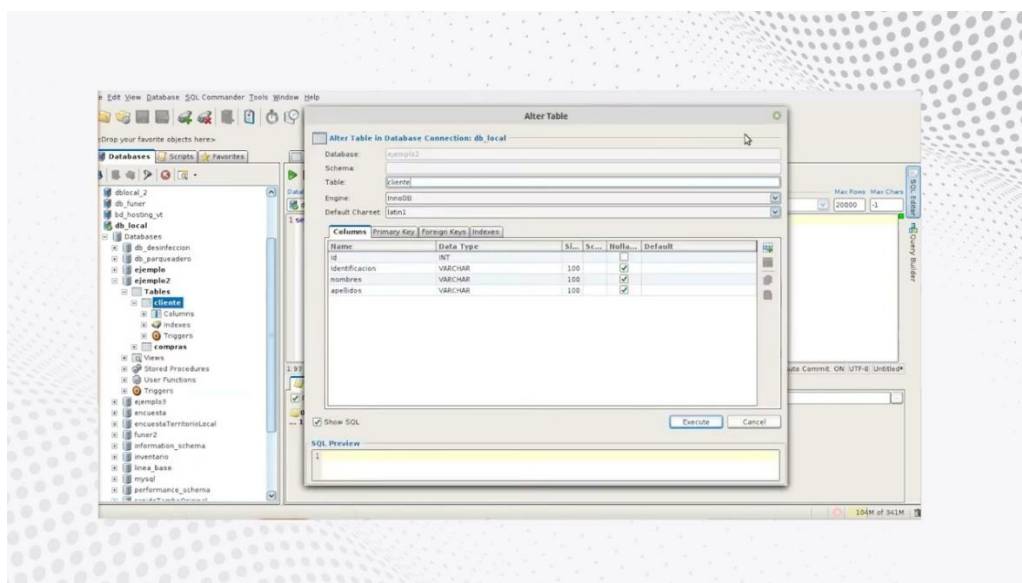 e Edit View Database SQL Commander Tools Window Help
Alter Table
Drop your favorite objects here>
Alter Table in Database Connection: db_local
Databases Scripts Favorites
Database: ejemplo2
Schema:
Table: cliente
Engine: InnoDB
Default Charset: latin1
Max Rows Max Chars
20000 -1
SQL Editor
Query Builder
dblocal_2
db_funer
bd_hosting_vt
db_local
Databases
db_desinfeccion
db_parqueadero
ejemplo
ejemplo2
Tables
cliente
Columns
Indexes
Triggers
compras
Views
Stored Procedures
User Functions
Triggers
ejemplo3
encuesta
encuestaTerritorioLocal
funer2
information_schema
inventario
linea_base
mysql
performance_schema
1 se
1:93
Columns Primary Key Foreign Keys Indexes
Name Data Type Si... Sc... Nulla... Default
id INT
identificacion VARCHAR 100
nombres VARCHAR 100
apellidos VARCHAR 100
uto Commit: ON UTF-8 Untitled*
Show SQL Execute Cancel
SQL Preview
1
104M of 341M